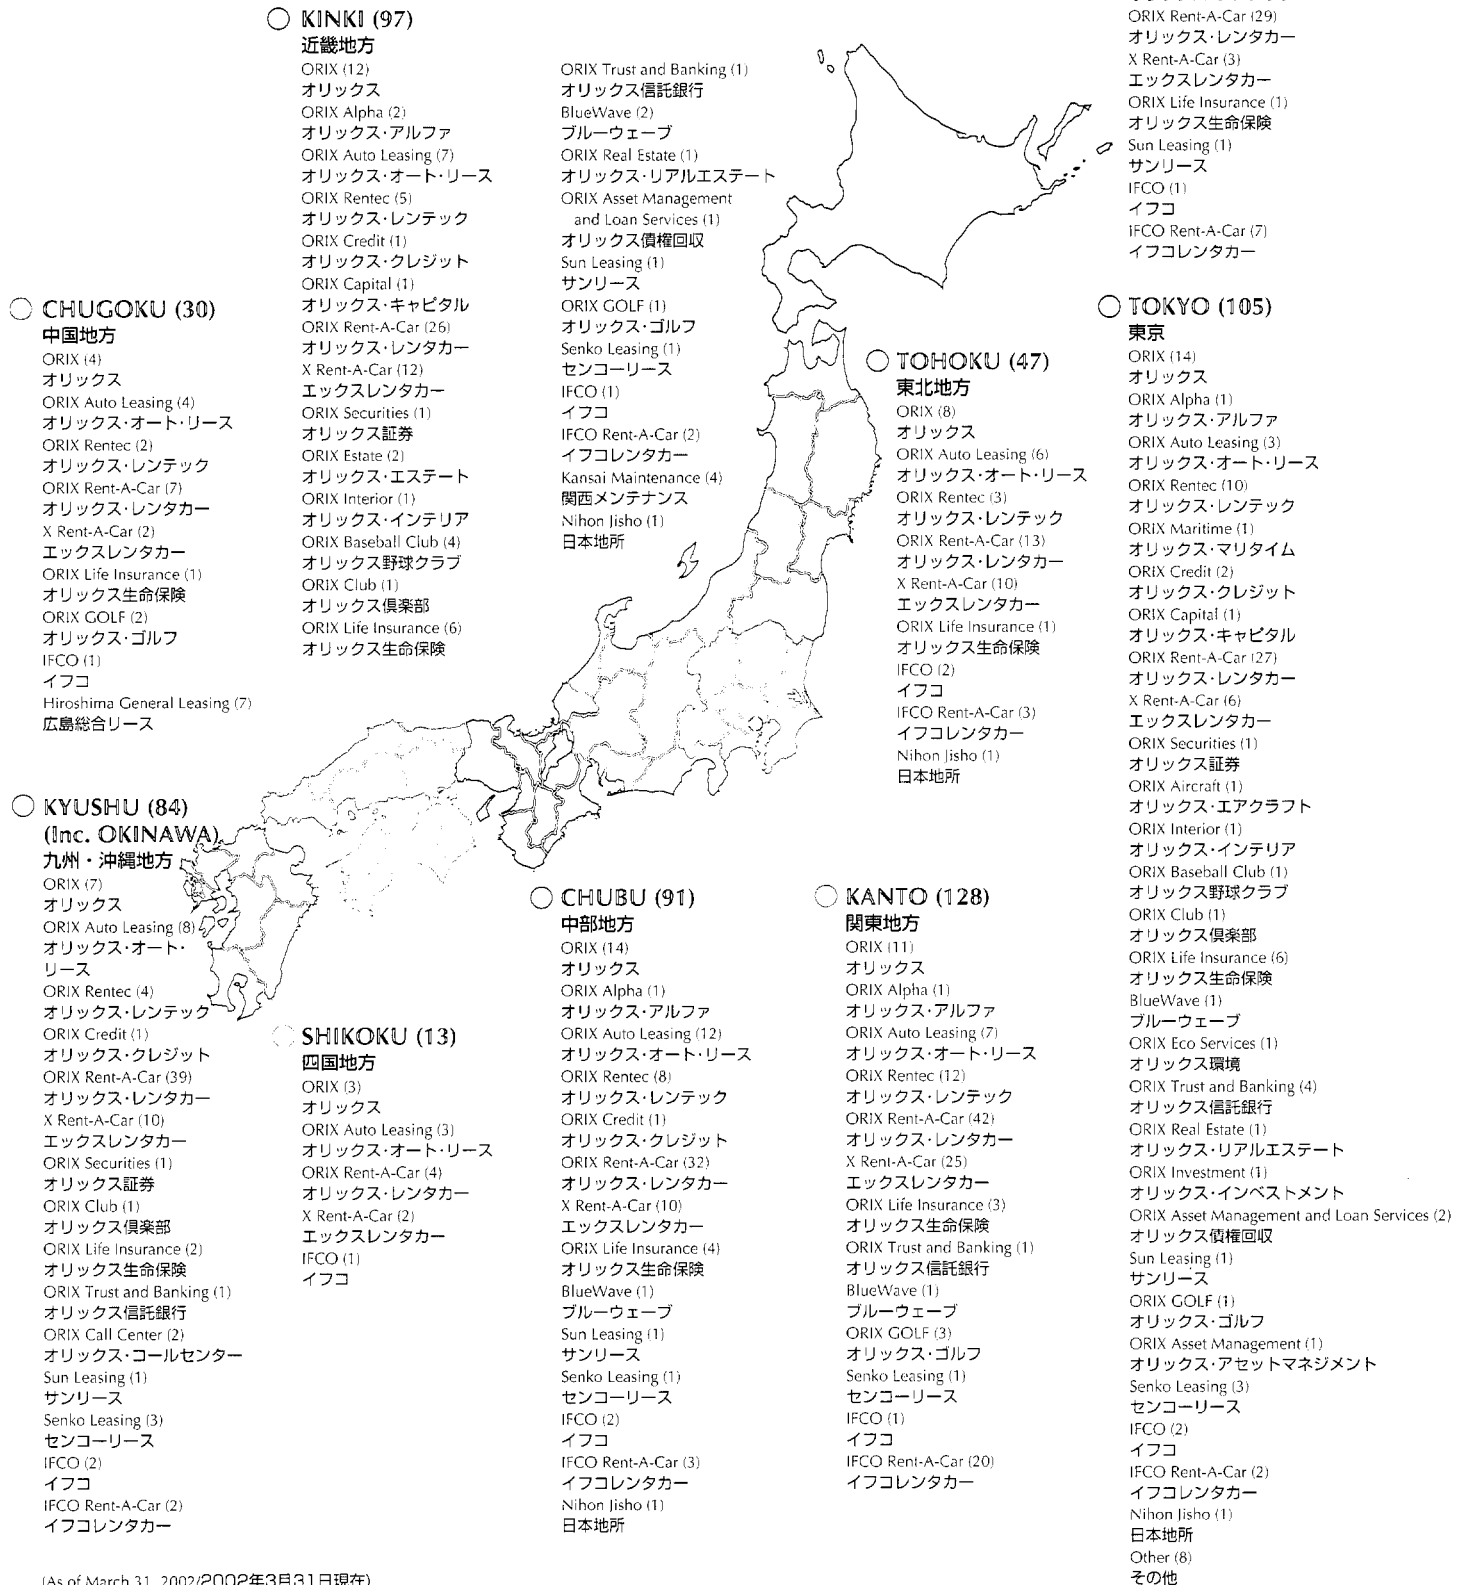 KINKI (97)
近畿地方
ORIX (12)
オリックス
ORIX Alpha (2)
オリックス・アルファ
ORIX Auto Leasing (7)
オリックス・オート・リース
ORIX Rentec (5)
オリックス・レンテック
ORIX Credit (1)
オリックス・クレジット
ORIX Capital (1)
オリックス・キャピタル
ORIX Rent-A-Car (26)
オリックス・レンタカー
X Rent-A-Car (12)
エックスレンタカー
ORIX Securities (1)
オリックス証券
ORIX Estate (2)
オリックス・エステート
ORIX Interior (1)
オリックス・インテリア
ORIX Baseball Club (4)
オリックス野球クラブ
ORIX Club (1)
オリックス倶楽部
ORIX Life Insurance (6)
オリックス生命保険
ORIX Trust and Banking (1)
オリックス信託銀行
BlueWave (2)
ブルーウェーブ
ORIX Real Estate (1)
オリックス・リアルエステート
ORIX Asset Management
and Loan Services (1)
オリックス債権回収
Sun Leasing (1)
サンリース
ORIX GOLF (1)
オリックス・ゴルフ
Senko Leasing (1)
センコーリース
IFCO (1)
イフコ
IFCO Rent-A-Car (2)
イフコレンタカー
Kansai Maintenance (4)
関西メンテナンス
Nihon Jisho (1)
日本地所
ORIX Rent-A-Car (29)
オリックス・レンタカー
X Rent-A-Car (3)
エックスレンタカー
ORIX Life Insurance (1)
オリックス生命保険
Sun Leasing (1)
サンリース
IFCO (1)
イフコ
IFCO Rent-A-Car (7)
イフコレンタカー
CHUGOKU (30)
中国地方
ORIX (4)
オリックス
ORIX Auto Leasing (4)
オリックス・オート・リース
ORIX Rentec (2)
オリックス・レンテック
ORIX Rent-A-Car (7)
オリックス・レンタカー
X Rent-A-Car (2)
エックスレンタカー
ORIX Life Insurance (1)
オリックス生命保険
ORIX GOLF (2)
オリックス・ゴルフ
IFCO (1)
イフコ
Hiroshima General Leasing (7)
広島総合リース
TOHOKU (47)
東北地方
ORIX (8)
オリックス
ORIX Auto Leasing (6)
オリックス・オート・リース
ORIX Rentec (3)
オリックス・レンテック
ORIX Rent-A-Car (13)
オリックス・レンタカー
X Rent-A-Car (10)
エックスレンタカー
ORIX Life Insurance (1)
オリックス生命保険
IFCO (2)
イフコ
IFCO Rent-A-Car (3)
イフコレンタカー
Nihon Jisho (1)
日本地所
TOKYO (105)
東京
ORIX (14)
オリックス
ORIX Alpha (1)
オリックス・アルファ
ORIX Auto Leasing (3)
オリックス・オート・リース
ORIX Rentec (10)
オリックス・レンテック
ORIX Maritime (1)
オリックス・マリタイム
ORIX Credit (2)
オリックス・クレジット
ORIX Capital (1)
オリックス・キャピタル
ORIX Rent-A-Car (27)
オリックス・レンタカー
X Rent-A-Car (6)
エックスレンタカー
ORIX Securities (1)
オリックス証券
ORIX Aircraft (1)
オリックス・エアクラフト
ORIX Interior (1)
オリックス・インテリア
ORIX Baseball Club (1)
オリックス野球クラブ
ORIX Club (1)
オリックス倶楽部
ORIX Life Insurance (6)
オリックス生命保険
BlueWave (1)
ブルーウェーブ
ORIX Eco Services (1)
オリックス環境
ORIX Trust and Banking (4)
オリックス信託銀行
ORIX Real Estate (1)
オリックス・リアルエステート
ORIX Investment (1)
オリックス・インベストメント
ORIX Asset Management and Loan Services (2)
オリックス債権回収
Sun Leasing (1)
サンリース
ORIX GOLF (1)
オリックス・ゴルフ
ORIX Asset Management (1)
オリックス・アセットマネジメント
Senko Leasing (3)
センコーリース
IFCO (2)
イフコ
IFCO Rent-A-Car (2)
イフコレンタカー
Nihon Jisho (1)
日本地所
Other (8)
その他
KYUSHU (84)
(Inc. OKINAWA)
九州・沖縄地方
ORIX (7)
オリックス
ORIX Auto Leasing (8)
オリックス・オート・
リース
ORIX Rentec (4)
オリックス・レンテック
ORIX Credit (1)
オリックス・クレジット
ORIX Rent-A-Car (39)
オリックス・レンタカー
X Rent-A-Car (10)
エックスレンタカー
ORIX Securities (1)
オリックス証券
ORIX Club (1)
オリックス倶楽部
ORIX Life Insurance (2)
オリックス生命保険
ORIX Trust and Banking (1)
オリックス信託銀行
ORIX Call Center (2)
オリックス・コールセンター
Sun Leasing (1)
サンリース
Senko Leasing (3)
センコーリース
IFCO (2)
イフコ
IFCO Rent-A-Car (2)
イフコレンタカー
SHIKOKU (13)
四国地方
ORIX (3)
オリックス
ORIX Auto Leasing (3)
オリックス・オート・リース
ORIX Rent-A-Car (4)
オリックス・レンタカー
X Rent-A-Car (2)
エックスレンタカー
IFCO (1)
イフコ
CHUBU (91)
中部地方
ORIX (14)
オリックス
ORIX Alpha (1)
オリックス・アルファ
ORIX Auto Leasing (12)
オリックス・オート・リース
ORIX Rentec (8)
オリックス・レンテック
ORIX Credit (1)
オリックス・クレジット
ORIX Rent-A-Car (32)
オリックス・レンタカー
X Rent-A-Car (10)
エックスレンタカー
ORIX Life Insurance (4)
オリックス生命保険
BlueWave (1)
ブルーウェーブ
Sun Leasing (1)
サンリース
Senko Leasing (1)
センコーリース
IFCO (2)
イフコ
IFCO Rent-A-Car (3)
イフコレンタカー
Nihon Jisho (1)
日本地所
KANTO (128)
関東地方
ORIX (11)
オリックス
ORIX Alpha (1)
オリックス・アルファ
ORIX Auto Leasing (7)
オリックス・オート・リース
ORIX Rentec (12)
オリックス・レンテック
ORIX Rent-A-Car (42)
オリックス・レンタカー
X Rent-A-Car (25)
エックスレンタカー
ORIX Life Insurance (3)
オリックス生命保険
ORIX Trust and Banking (1)
オリックス信託銀行
BlueWave (1)
ブルーウェーブ
ORIX GOLF (3)
オリックス・ゴルフ
Senko Leasing (1)
センコーリース
IFCO (1)
イフコ
IFCO Rent-A-Car (20)
イフコレンタカー
(As of March 31, 2002/2002年3月31日現在)